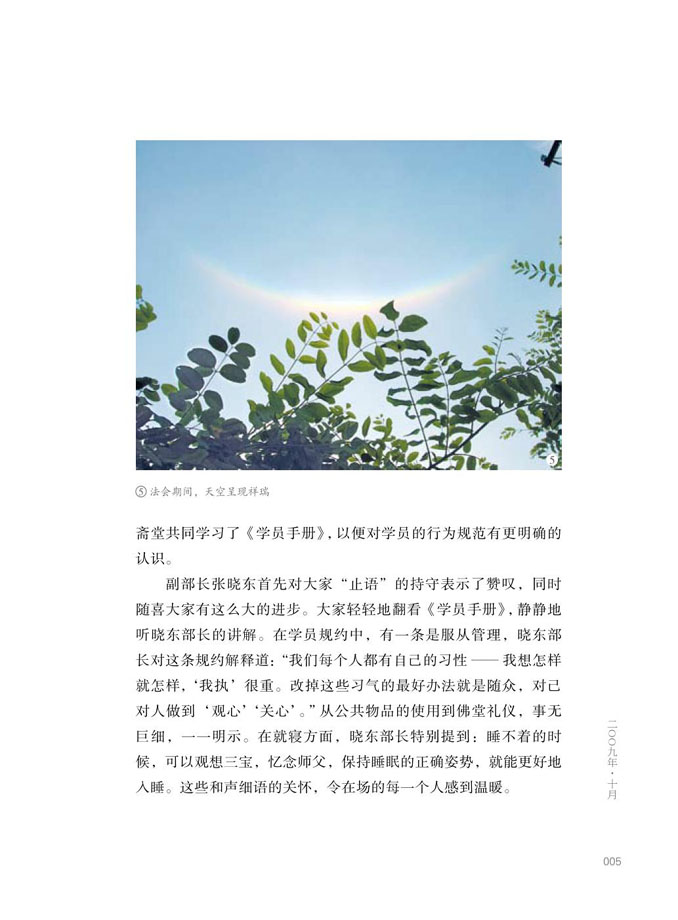 5
⑤法会期间，天空呈现祥瑞
斋堂共同学习了《学员手册》，以便对学员的行为规范有更明确的
认识。
副部长张晓东首先对大家“止语”的持守表示了赞叹，同时
随喜大家有这么大的进步。大家轻轻地翻看《学员手册》，静静地
听晓东部长的讲解。在学员规约中，有一条是服从管理，晓东部
长对这条规约解释道：“我们每个人都有自己的习性——我想怎样
就怎样，‘我执’很重。改掉这些习气的最好办法就是随众，对己
对人做到‘观心’‘关心’。”从公共物品的使用到佛堂礼仪，事无
巨细，一一明示。在就寝方面，晓东部长特别提到：睡不着的时
候，可以观想三宝，忆念师父，保持睡眠的正确姿势，就能更好地
入睡。这些和声细语的关怀，令在场的每一个人感到温暖。
二〇〇九年·十月
005